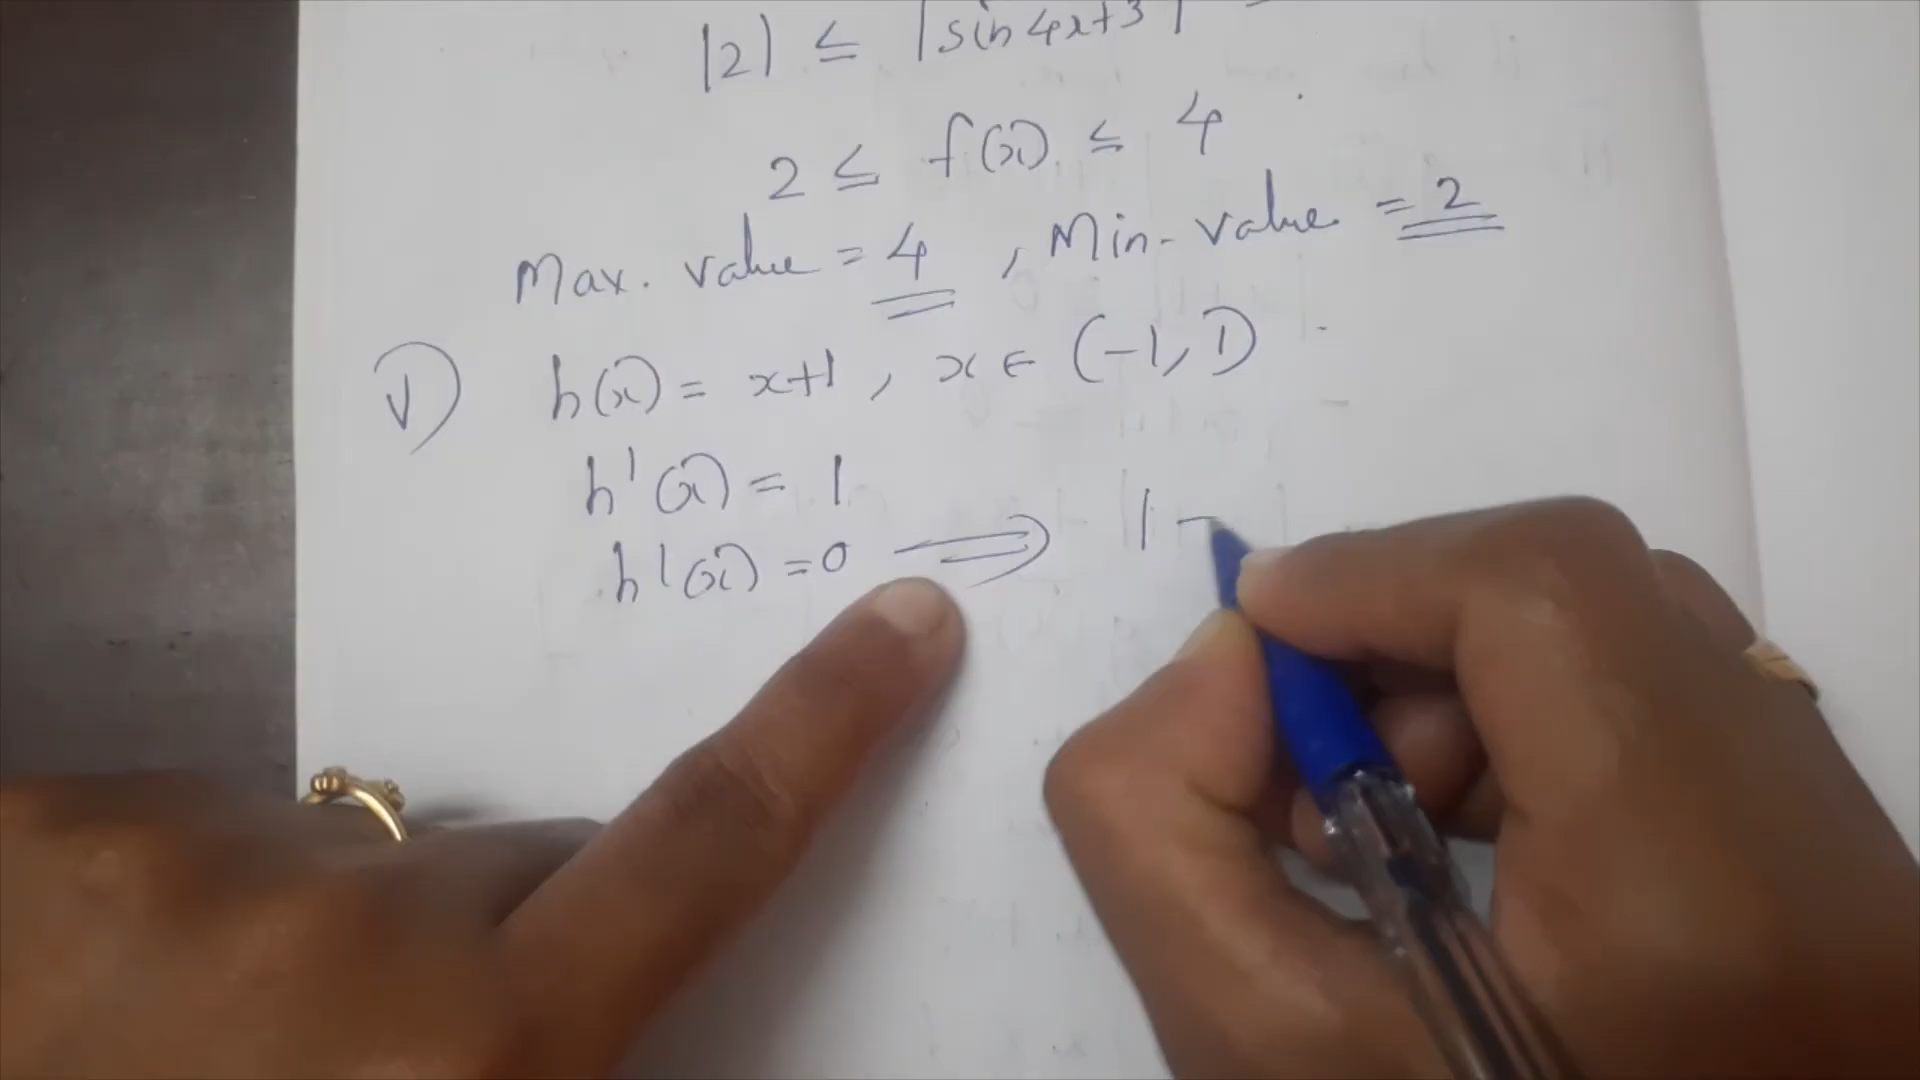 |2| ≤ |sin 4x+3|
2 ≤ f(x) ≤ 4
Max. value = 4 , Min. value = 2
V) h(x) = x+1 , x ∈ (-1, 1)
h'(x) = 1
h'(x) = 0 ⟹ 1 -